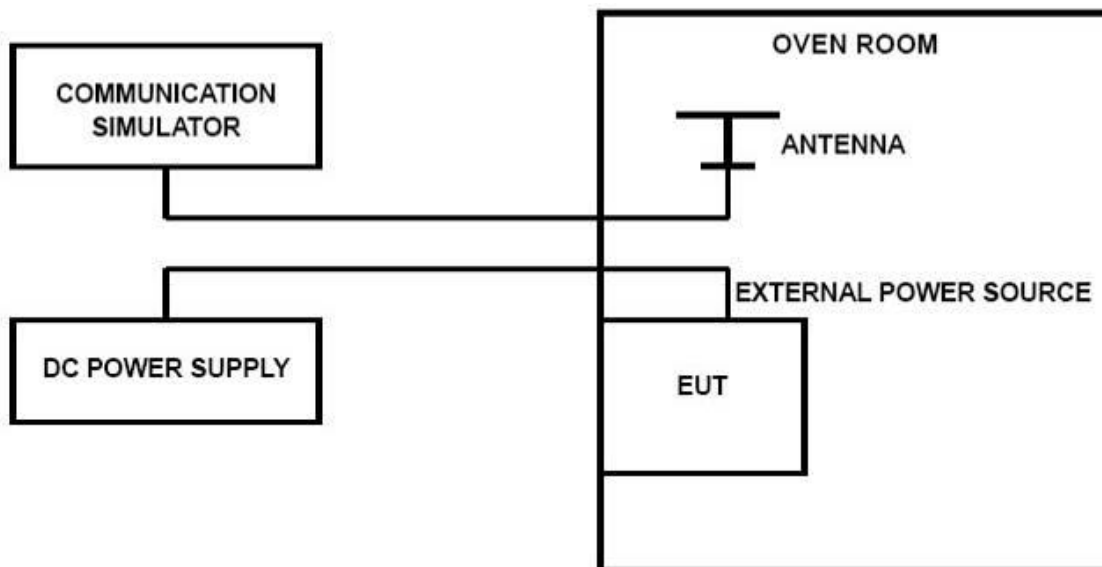 OVEN ROOM
COMMUNICATION
SIMULATOR
ANTENNA
EXTERNAL POWER SOURCE
DC POWER SUPPLY
EUT